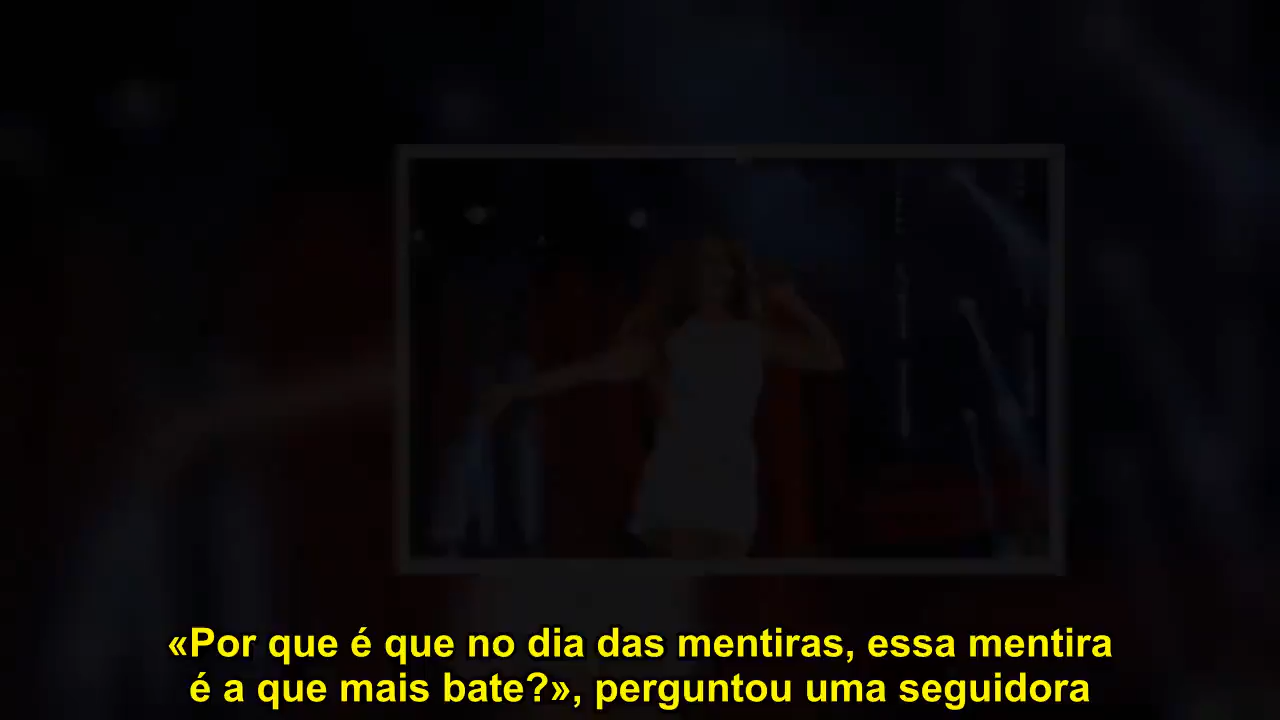 «Por que é que no dia das mentiras, essa mentira
é a que mais bate?», perguntou uma seguidora